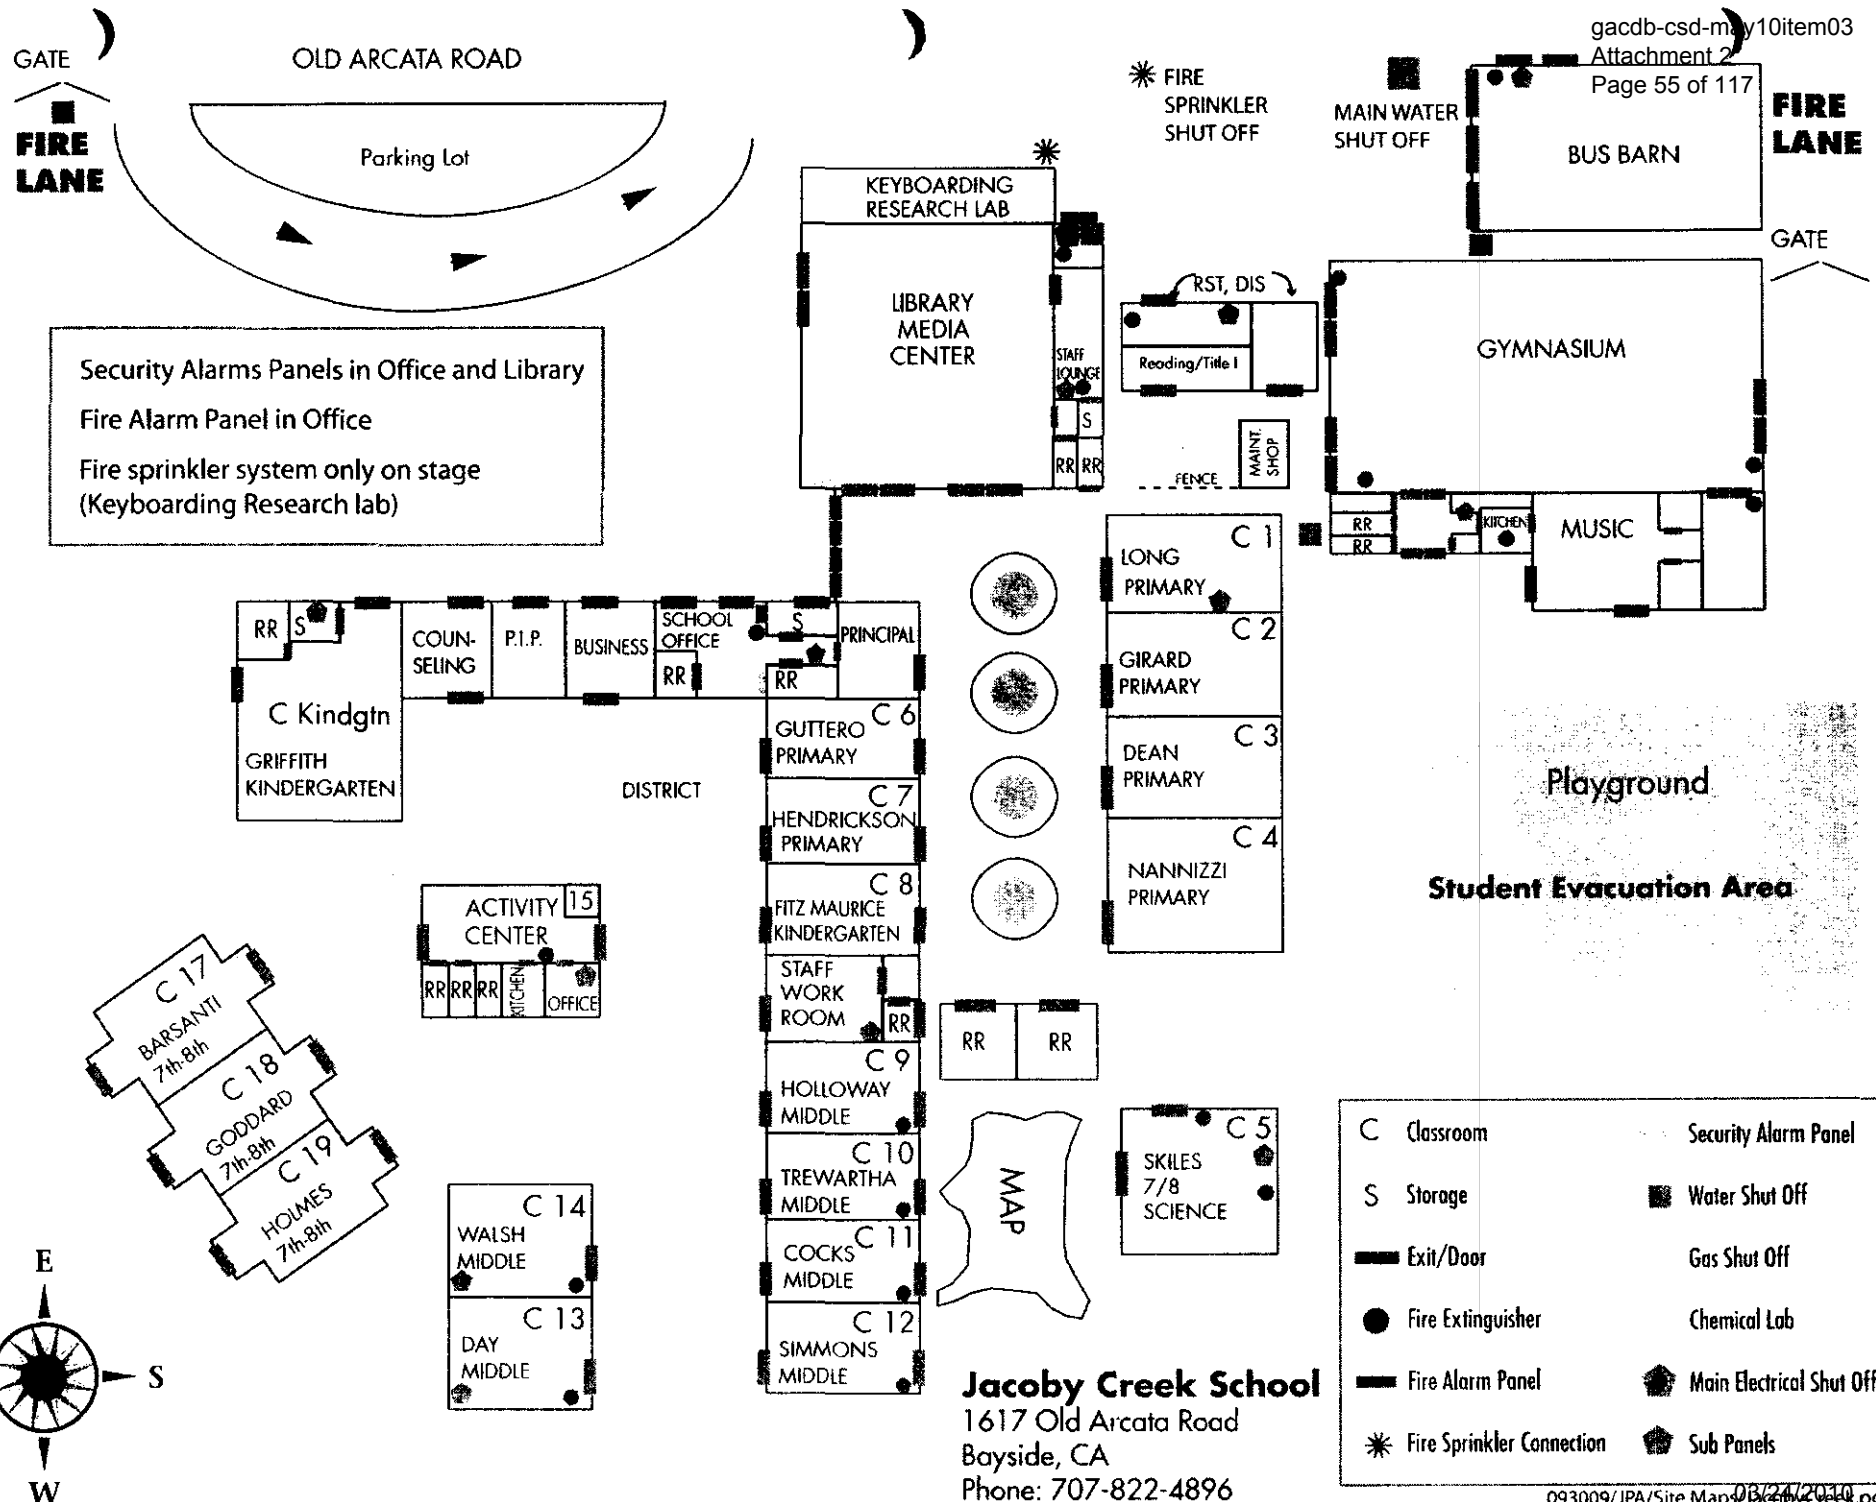 gacdb-csd-may10item03
Attachment 2
Page 55 of 117
GATE
OLD ARCATA ROAD
FIRE
LANE
Parking Lot
FIRE
SPRINKLER
SHUT OFF
MAIN WATER
SHUT OFF
BUS BARN
FIRE
LANE
GATE
KEYBOARDING
RESEARCH LAB
LIBRARY
MEDIA
CENTER
STAFF
LOUNGE
S
RR RR
RST, DIS
Reading/Title I
GYMNASIUM
MAINT.
SHOP
FENCE
RR
RR
KITCHEN
MUSIC
Security Alarms Panels in Office and Library
Fire Alarm Panel in Office
Fire sprinkler system only on stage
(Keyboarding Research lab)
RR
S
COUN-
SELING
P.I.P.
BUSINESS
SCHOOL
OFFICE
RR
S
RR
PRINCIPAL
C Kindgtn
GRIFFITH
KINDERGARTEN
DISTRICT
C 1
LONG
PRIMARY
C 2
GIRARD
PRIMARY
C 3
DEAN
PRIMARY
C 4
NANNIZZI
PRIMARY
C 6
GUTTERO
PRIMARY
C 7
HENDRICKSON
PRIMARY
C 8
FITZ MAURICE
KINDERGARTEN
STAFF
WORK
ROOM
RR
C 9
HOLLOWAY
MIDDLE
C 10
TREWARTHA
MIDDLE
C 11
COCKS
MIDDLE
C 12
SIMMONS
MIDDLE
Playground
Student Evacuation Area
ACTIVITY
CENTER
15
RR RR RR
KITCHEN
OFFICE
C 17
BARSANTI
7th-8th
C 18
GODDARD
7th-8th
C 19
HOLMES
7th-8th
C 14
WALSH
MIDDLE
C 13
DAY
MIDDLE
RR
RR
MAP
C 5
SKILES
7/8
SCIENCE
E
S
W
Jacoby Creek School
1617 Old Arcata Road
Bayside, CA
Phone: 707-822-4896
C Classroom
S Storage
Exit/Door
Fire Extinguisher
Fire Alarm Panel
Fire Sprinkler Connection
Security Alarm Panel
Water Shut Off
Gas Shut Off
Chemical Lab
Main Electrical Shut Off
Sub Panels
093009/JPA/Site Maps
03/24/2010